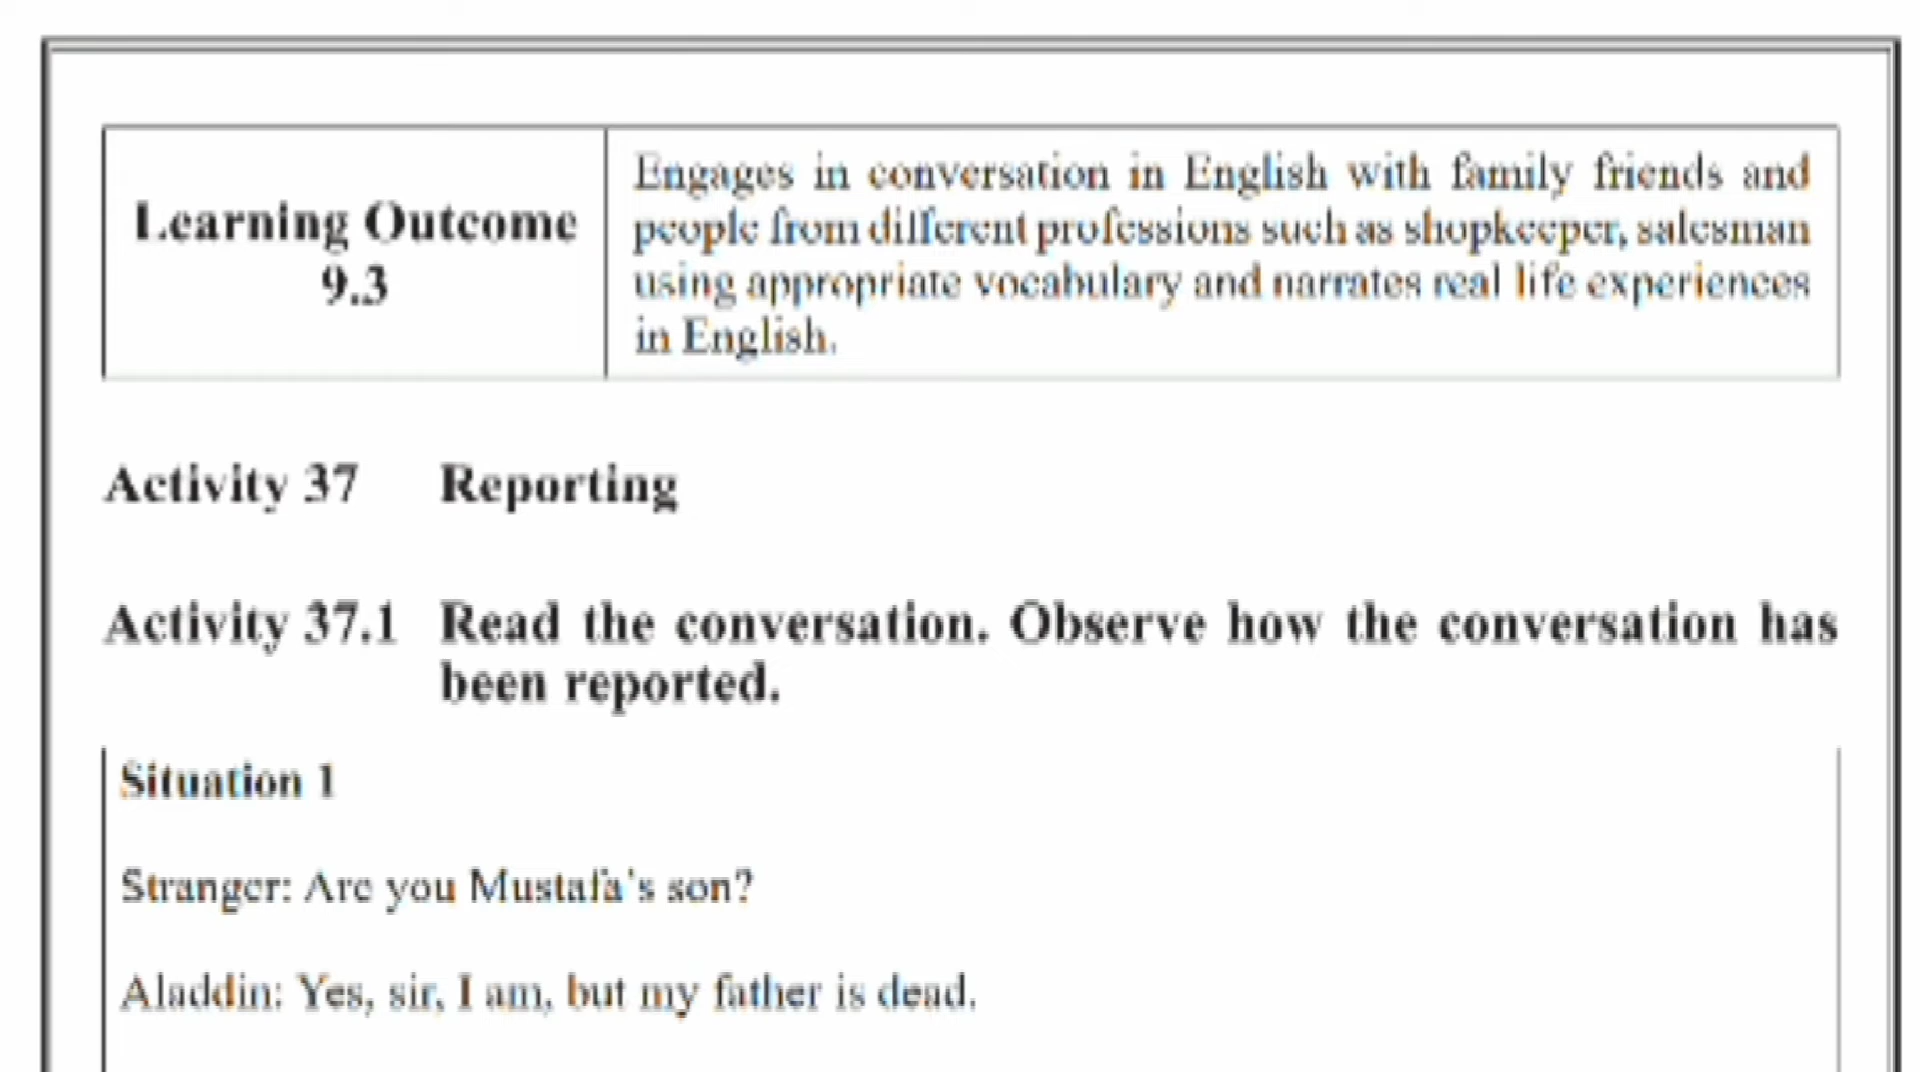 Learning Outcome
9.3
Engages in conversation in English with family friends and
people from different professions such as shopkeeper, salesman
using appropriate vocabulary and narrates real life experiences
in English.
Activity 37 Reporting
Activity 37.1 Read the conversation. Observe how the conversation has
been reported.
Situation 1
Stranger: Are you Mustafa's son?
Aladdin: Yes, sir, I am, but my father is dead.